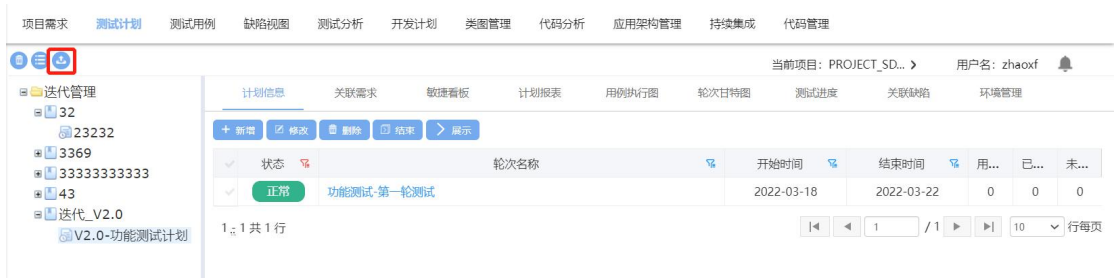 项目需求 测试计划 测试用例 缺陷视图 测试分析 开发计划 类图管理 代码分析 应用架构管理 持续集成 代码管理
当前项目: PROJECT_SD... 用户名: zhaoxf
迭代管理
32
23232
3369
33333333333
43
迭代_V2.0
V2.0-功能测试计划
计划信息 关联需求 敏捷看板 计划报表 用例执行图 轮次甘特图 测试进度 关联缺陷 环境管理
+ 新增 修改 删除 结束 展示
状态 轮次名称 开始时间 结束时间 用... 已... 未...
正常 功能测试-第一轮测试 2022-03-18 2022-03-22 0 0 0
1 - 1 共 1 行 1 / 1 10 行每页